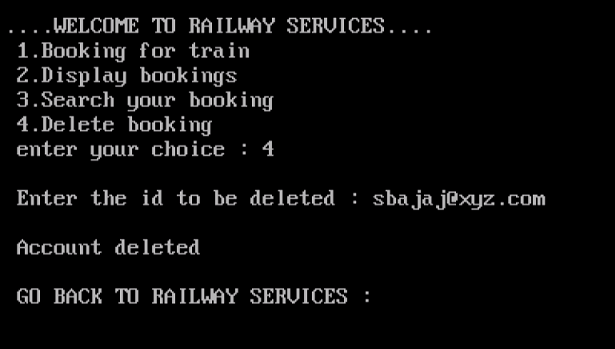 ....WELCOME TO RAILWAY SERVICES....
1.Booking for train
2.Display bookings
3.Search your booking
4.Delete booking
enter your choice : 4
Enter the id to be deleted : sbajaj@xyz.com
Account deleted
GO BACK TO RAILWAY SERVICES :